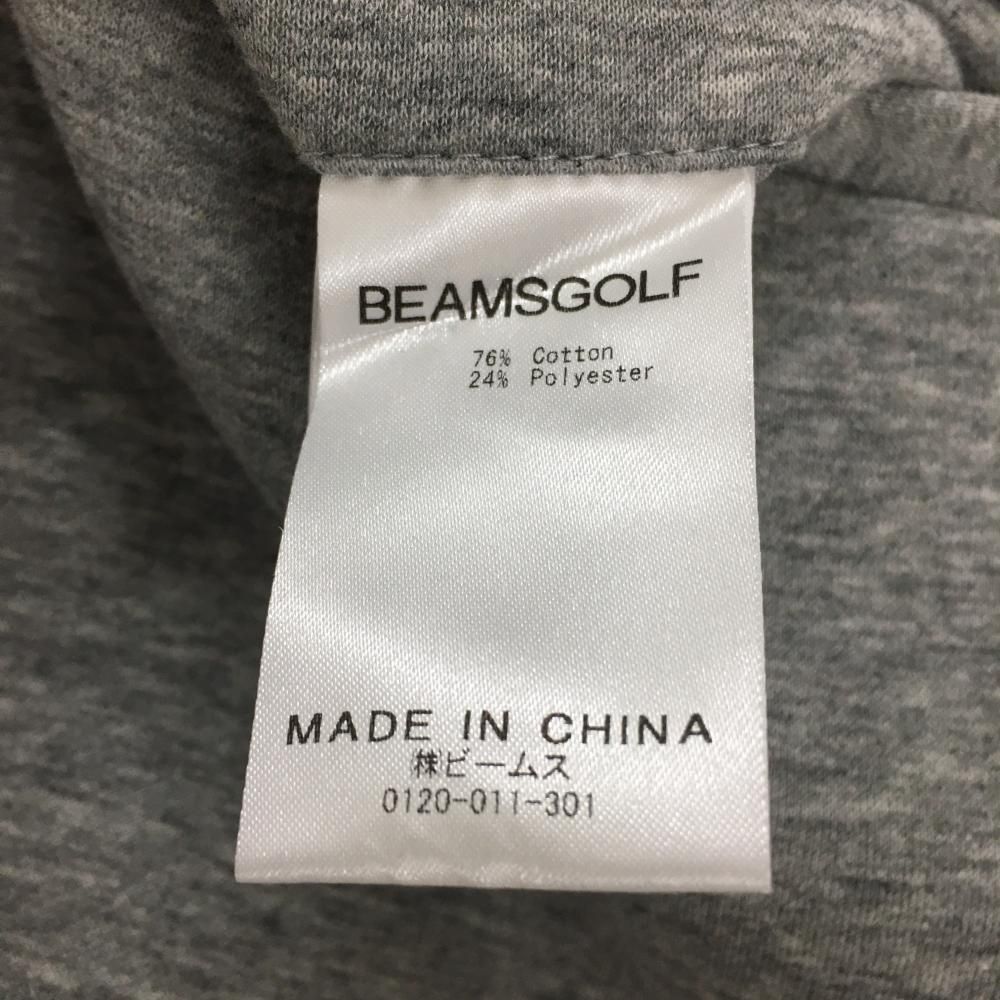 BEAMSGOLF
76% Cotton
24% Polyester
MADE IN CHINA
㈱ビームス
0120-011-301